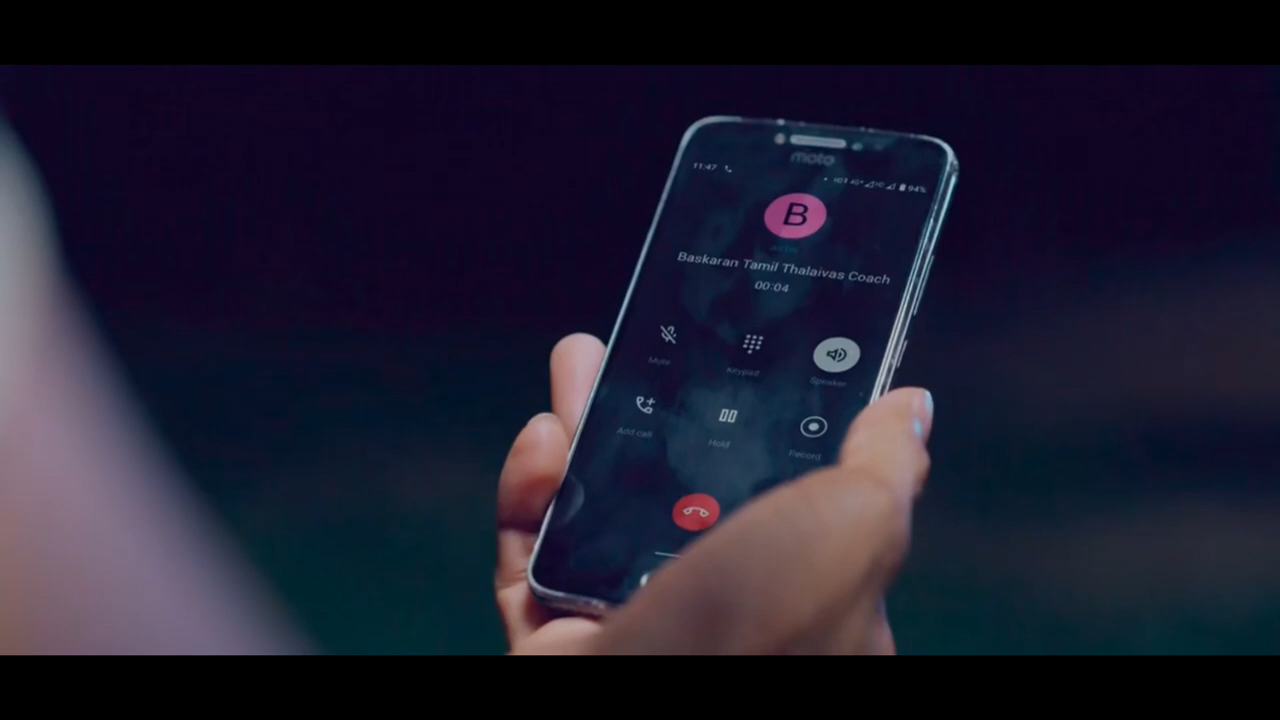 moto
11:47
94%
B
Baskaran Tamil Thalaivas Coach
00:04
Mute Keypad Speaker
Add call Hold Record